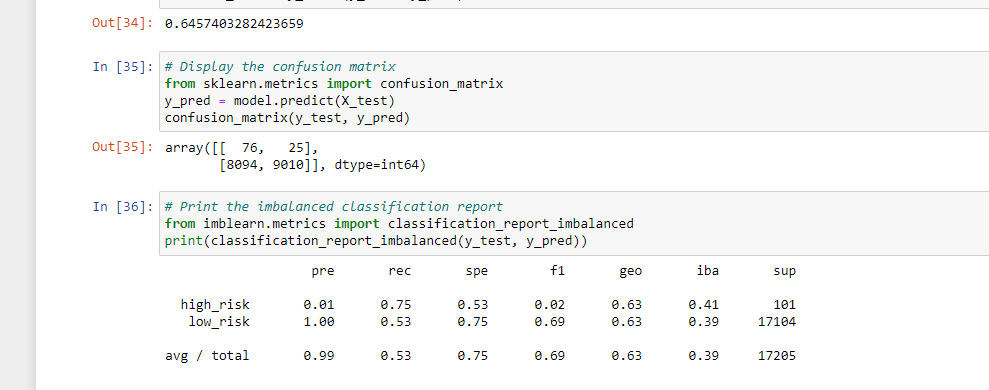 Out[34]: 0.6457403282423659
In [35]: # Display the confusion matrix
from sklearn.metrics import confusion_matrix
y_pred = model.predict(X_test)
confusion_matrix(y_test, y_pred)
Out[35]: array([[  76,   25],
       [8094, 9010]], dtype=int64)
In [36]: # Print the imbalanced classification report
from imblearn.metrics import classification_report_imbalanced
print(classification_report_imbalanced(y_test, y_pred))
pre rec spe f1 geo iba sup
high_risk 0.01 0.75 0.53 0.02 0.63 0.41 101
low_risk 1.00 0.53 0.75 0.69 0.63 0.39 17104
avg / total 0.99 0.53 0.75 0.69 0.63 0.39 17205